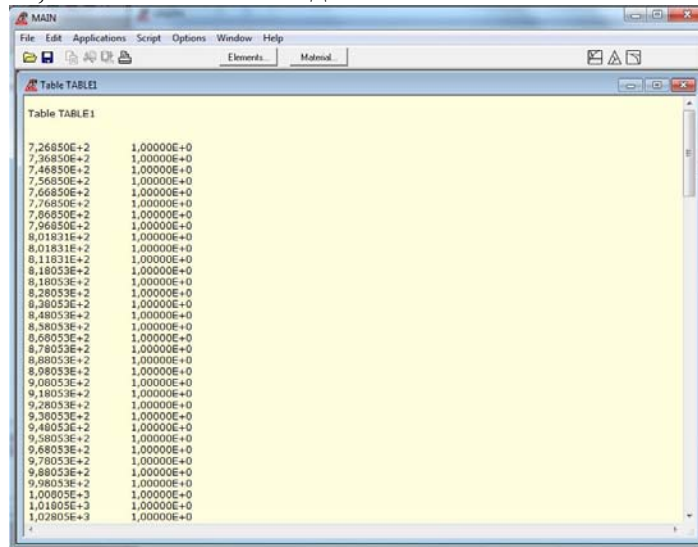 MAIN
File Edit Applications Script Options Window Help
Elements... Material...
Table TABLE1
Table TABLE1
7,26850E+2 1,00000E+0
7,36850E+2 1,00000E+0
7,46850E+2 1,00000E+0
7,56850E+2 1,00000E+0
7,66850E+2 1,00000E+0
7,76850E+2 1,00000E+0
7,86850E+2 1,00000E+0
7,96850E+2 1,00000E+0
8,01831E+2 1,00000E+0
8,01831E+2 1,00000E+0
8,11831E+2 1,00000E+0
8,18053E+2 1,00000E+0
8,18053E+2 1,00000E+0
8,28053E+2 1,00000E+0
8,38053E+2 1,00000E+0
8,48053E+2 1,00000E+0
8,58053E+2 1,00000E+0
8,68053E+2 1,00000E+0
8,78053E+2 1,00000E+0
8,88053E+2 1,00000E+0
8,98053E+2 1,00000E+0
9,08053E+2 1,00000E+0
9,18053E+2 1,00000E+0
9,28053E+2 1,00000E+0
9,38053E+2 1,00000E+0
9,48053E+2 1,00000E+0
9,58053E+2 1,00000E+0
9,68053E+2 1,00000E+0
9,78053E+2 1,00000E+0
9,88053E+2 1,00000E+0
9,98053E+2 1,00000E+0
1,00805E+3 1,00000E+0
1,01805E+3 1,00000E+0
1,02805E+3 1,00000E+0